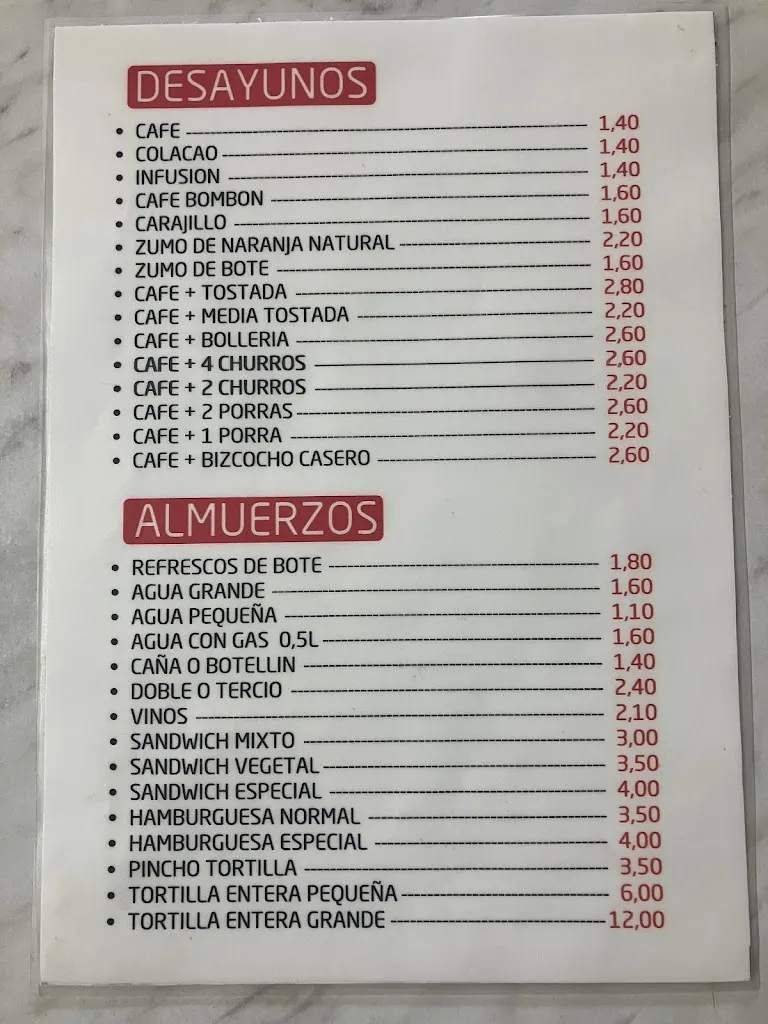 DESAYUNOS
• CAFE 1,40
• COLACAO 1,40
• INFUSION 1,40
• CAFE BOMBON 1,60
• CARAJILLO 1,60
• ZUMO DE NARANJA NATURAL 2,20
• ZUMO DE BOTE 1,60
• CAFE + TOSTADA 2,80
• CAFE + MEDIA TOSTADA 2,20
• CAFE + BOLLERIA 2,60
• CAFE + 4 CHURROS 2,60
• CAFE + 2 CHURROS 2,20
• CAFE + 2 PORRAS 2,60
• CAFE + 1 PORRA 2,20
• CAFE + BIZCOCHO CASERO 2,60
ALMUERZOS
• REFRESCOS DE BOTE 1,80
• AGUA GRANDE 1,60
• AGUA PEQUEÑA 1,10
• AGUA CON GAS 0,5L 1,60
• CAÑA O BOTELLIN 1,40
• DOBLE O TERCIO 2,40
• VINOS 2,10
• SANDWICH MIXTO 3,00
• SANDWICH VEGETAL 3,50
• SANDWICH ESPECIAL 4,00
• HAMBURGUESA NORMAL 3,50
• HAMBURGUESA ESPECIAL 4,00
• PINCHO TORTILLA 3,50
• TORTILLA ENTERA PEQUEÑA 6,00
• TORTILLA ENTERA GRANDE 12,00